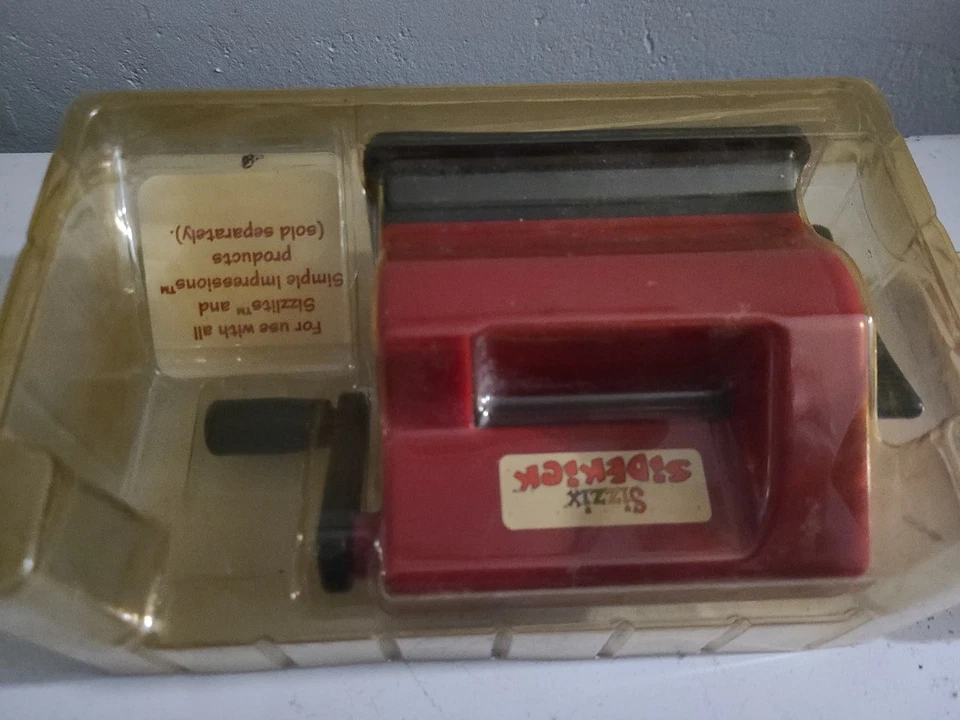 For use with all
Sizzlits™ and
Simple Impressions™
products
(sold separately).
Sizzix
SiDEKiCK